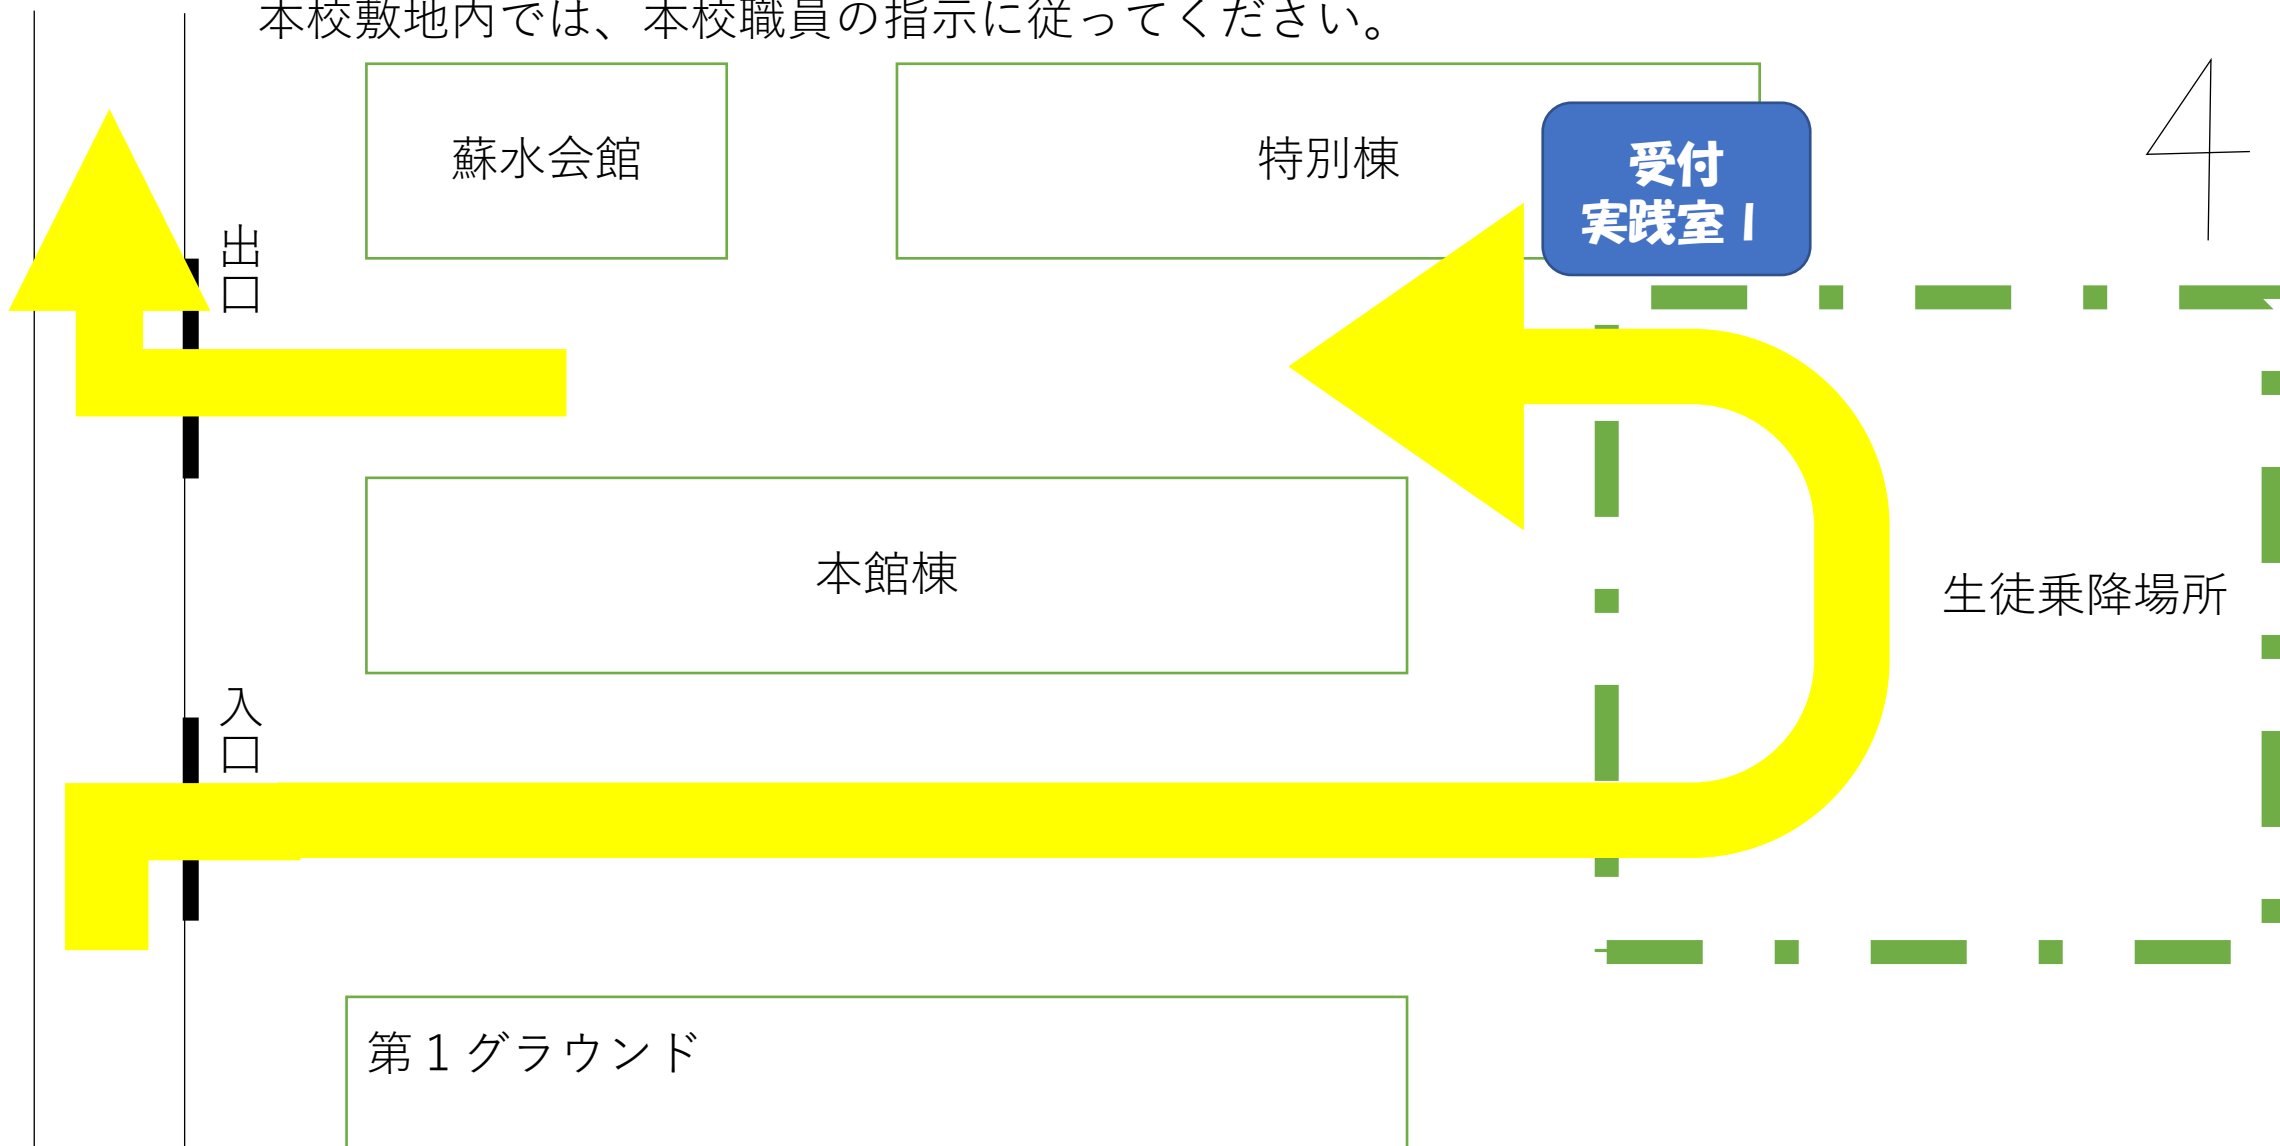 本校敷地内では、本校職員の指示に従ってください。
蘇水会館
特別棟
受付
実践室1
出口
本館棟
生徒乗降場所
入口
第1グラウンド